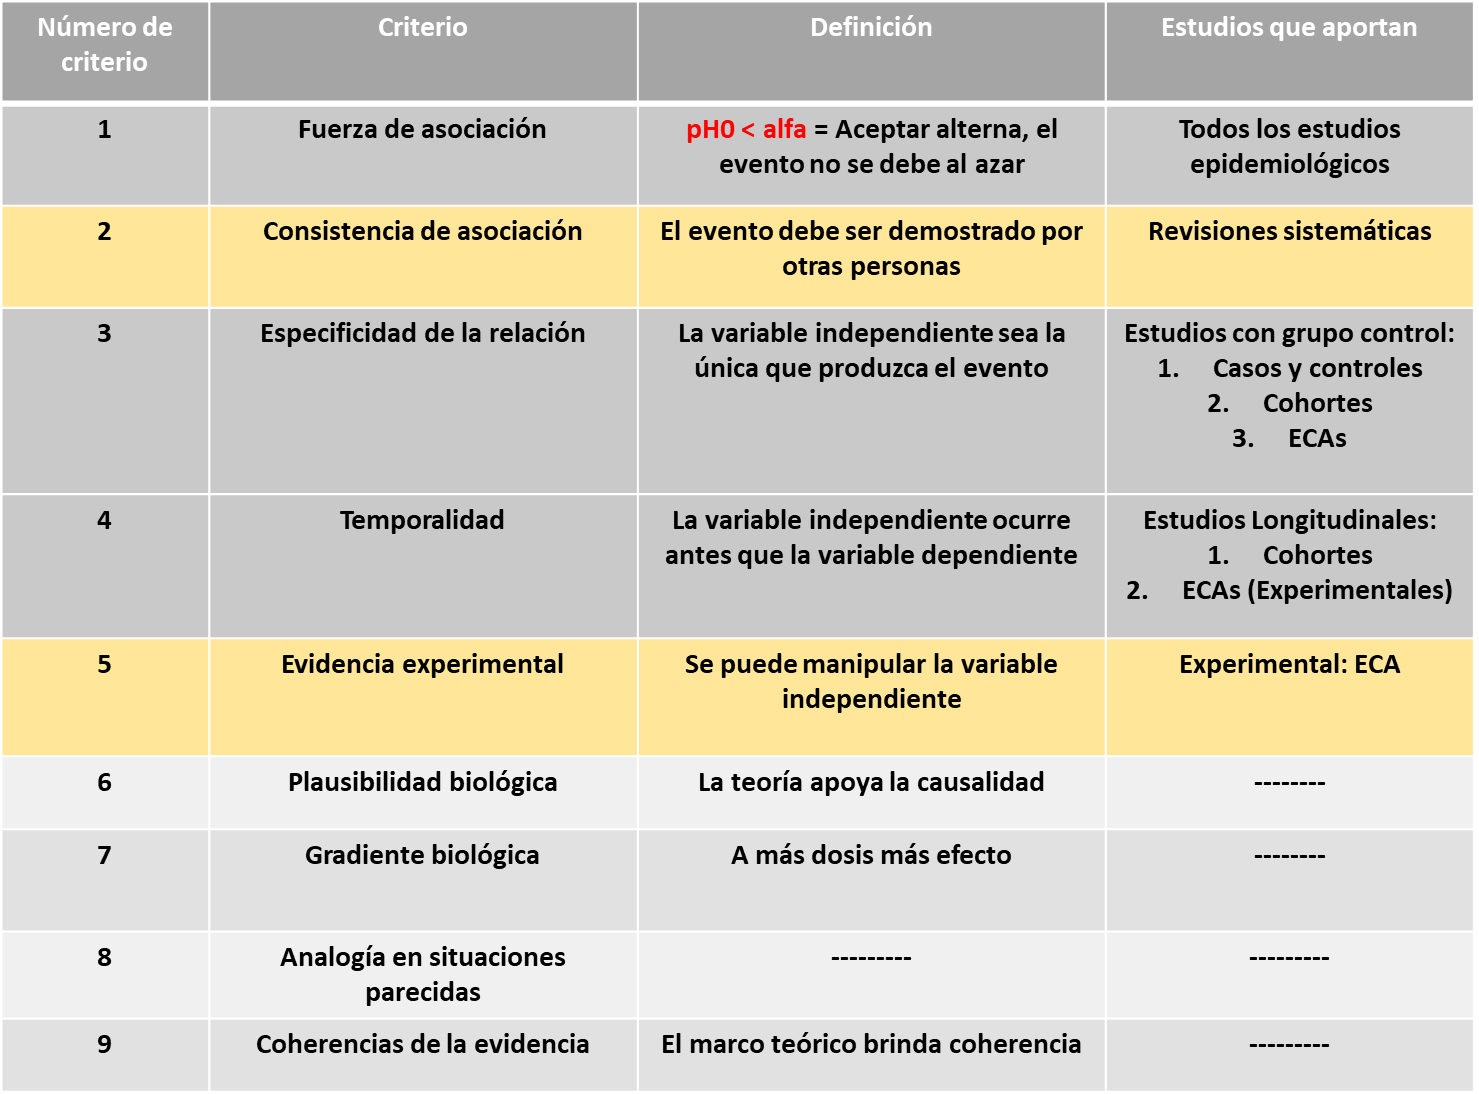 Número de
criterio
Criterio
Definición
Estudios que aportan
1
Fuerza de asociación
pH0 < alfa = Aceptar alterna, el
evento no se debe al azar
Todos los estudios
epidemiológicos
2
Consistencia de asociación
El evento debe ser demostrado por
otras personas
Revisiones sistemáticas
3
Especificidad de la relación
La variable independiente sea la
única que produzca el evento
Estudios con grupo control:
1. Casos y controles
2. Cohortes
3. ECAs
4
Temporalidad
La variable independiente ocurre
antes que la variable dependiente
Estudios Longitudinales:
1. Cohortes
2. ECAs (Experimentales)
5
Evidencia experimental
Se puede manipular la variable
independiente
Experimental: ECA
6
Plausibilidad biológica
La teoría apoya la causalidad
--------
7
Gradiente biológica
A más dosis más efecto
--------
8
Analogía en situaciones
parecidas
---------
---------
9
Coherencias de la evidencia
El marco teórico brinda coherencia
---------